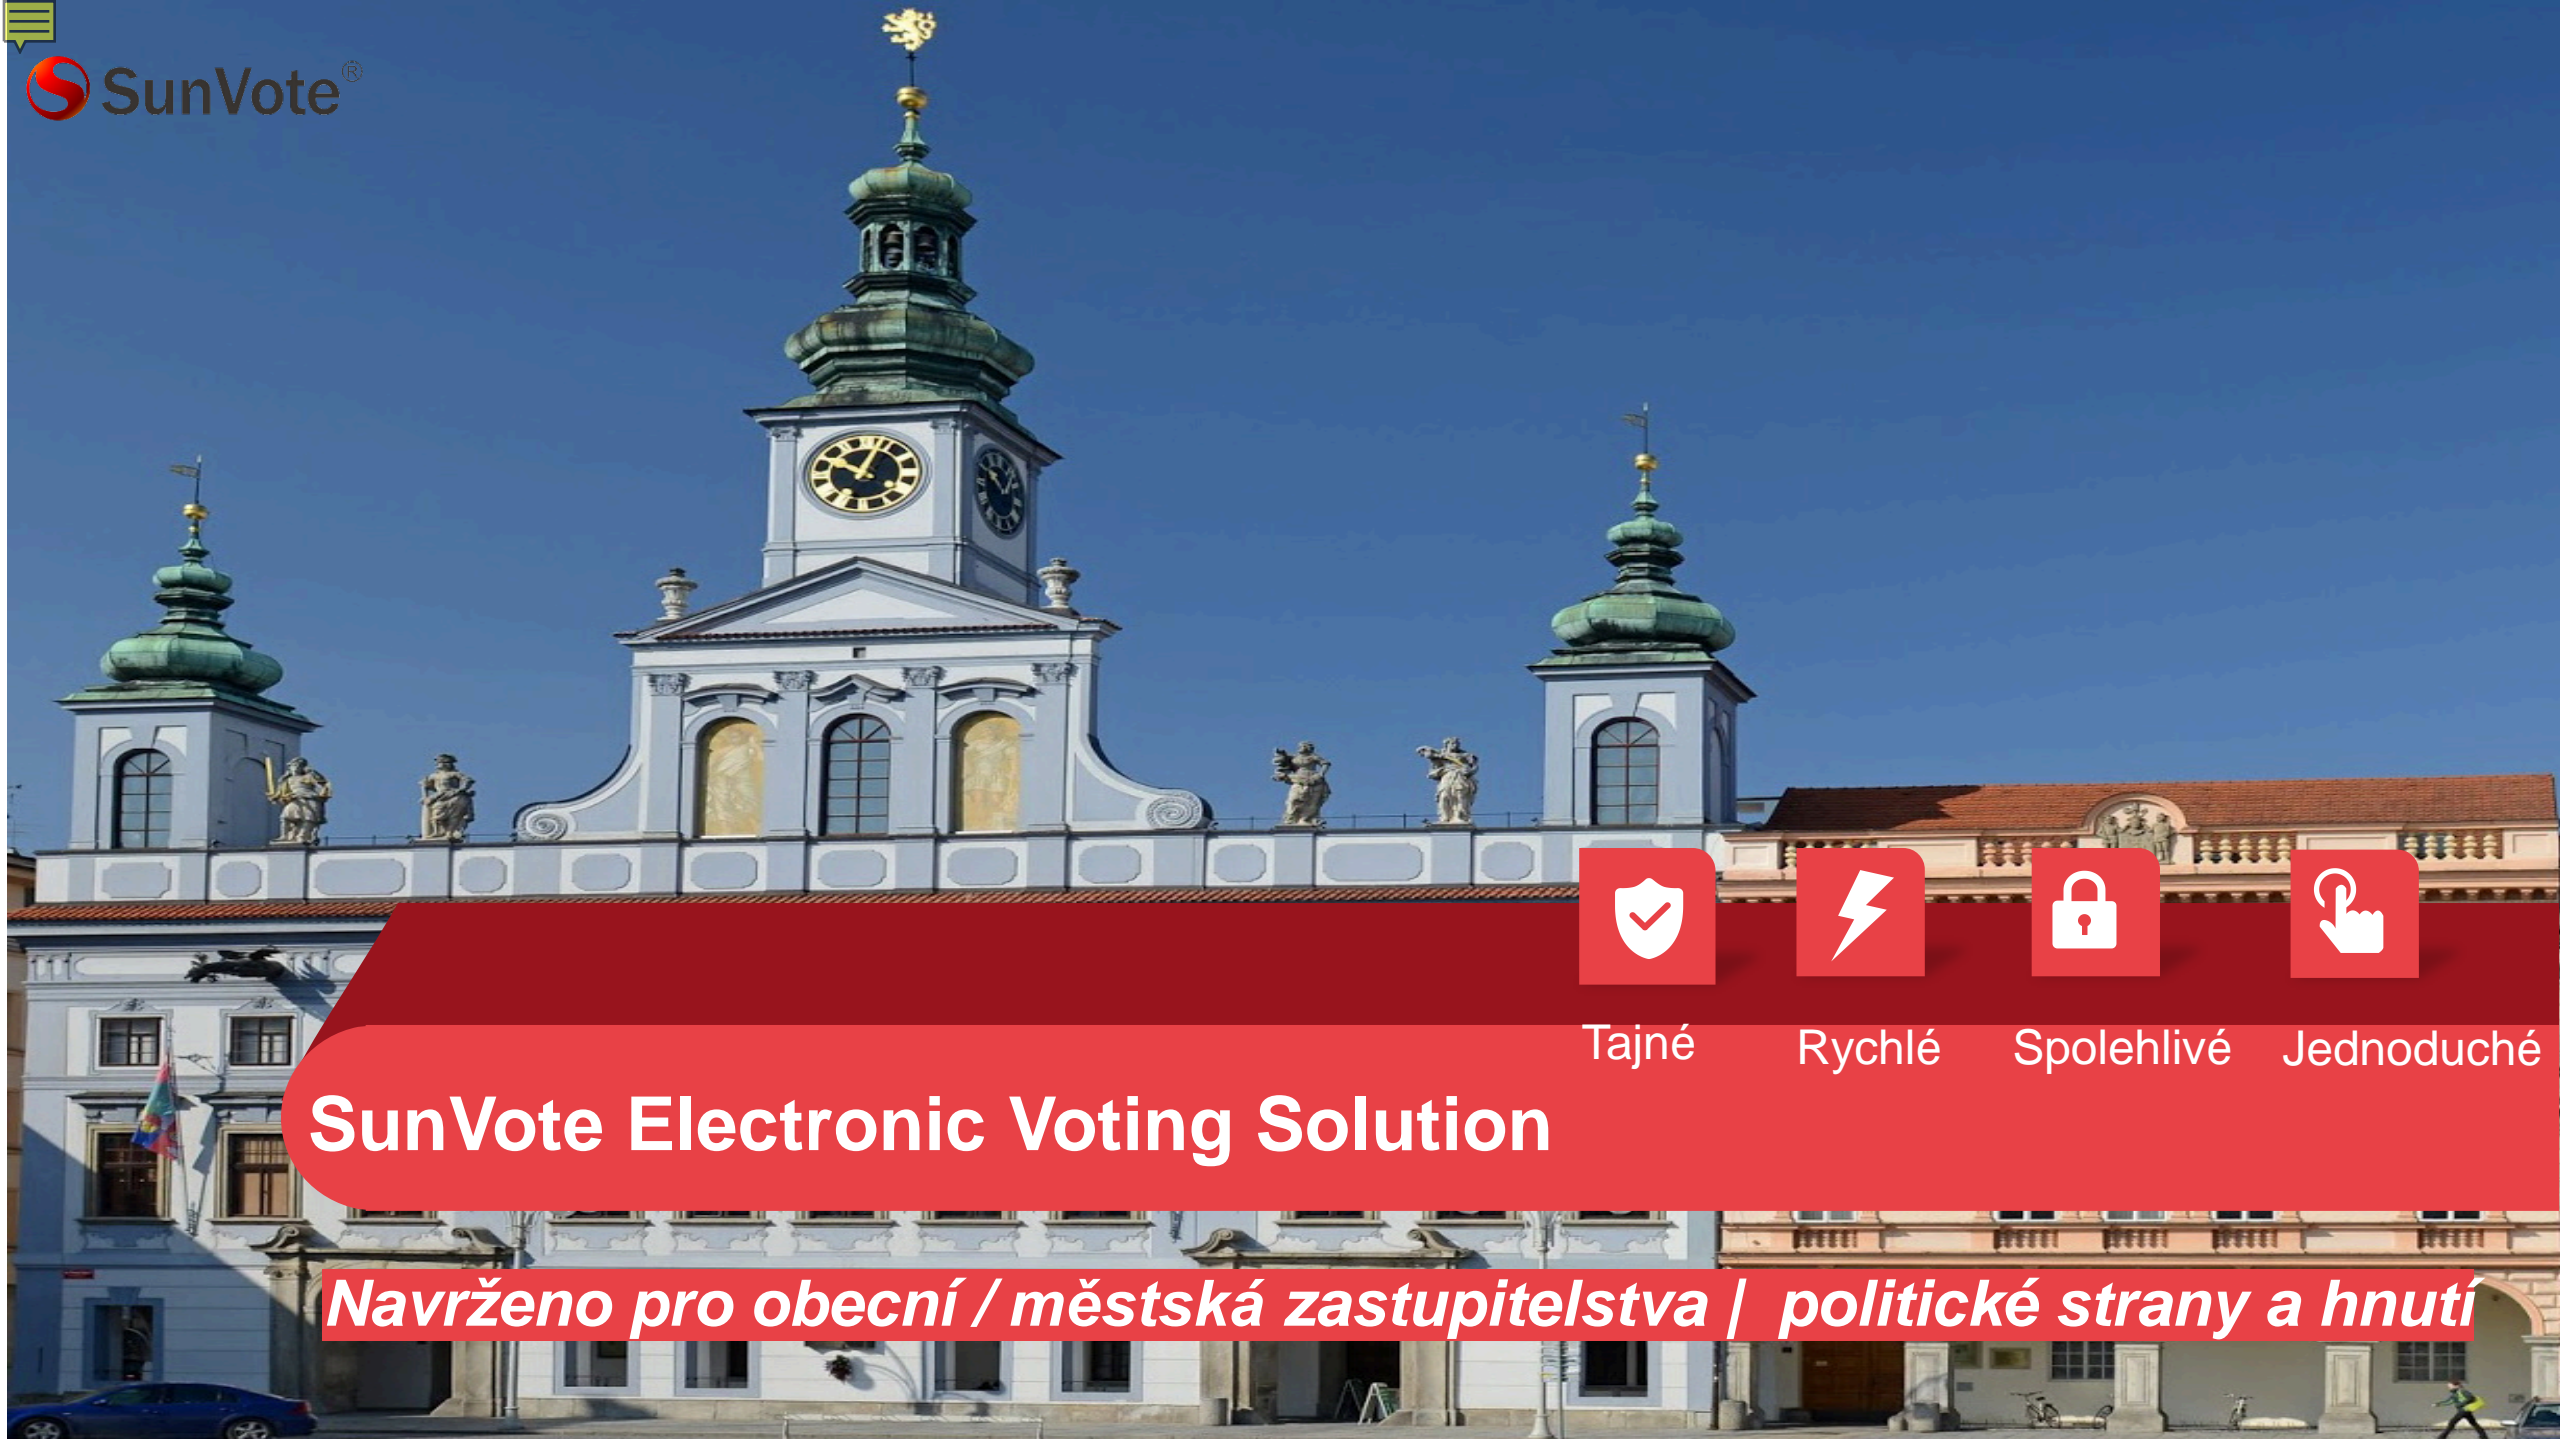 SunVote®
Tajné
Rychlé
Spolehlivé
Jednoduché
SunVote Electronic Voting Solution
Navrženo pro obecní / městská zastupitelstva | politické strany a hnutí